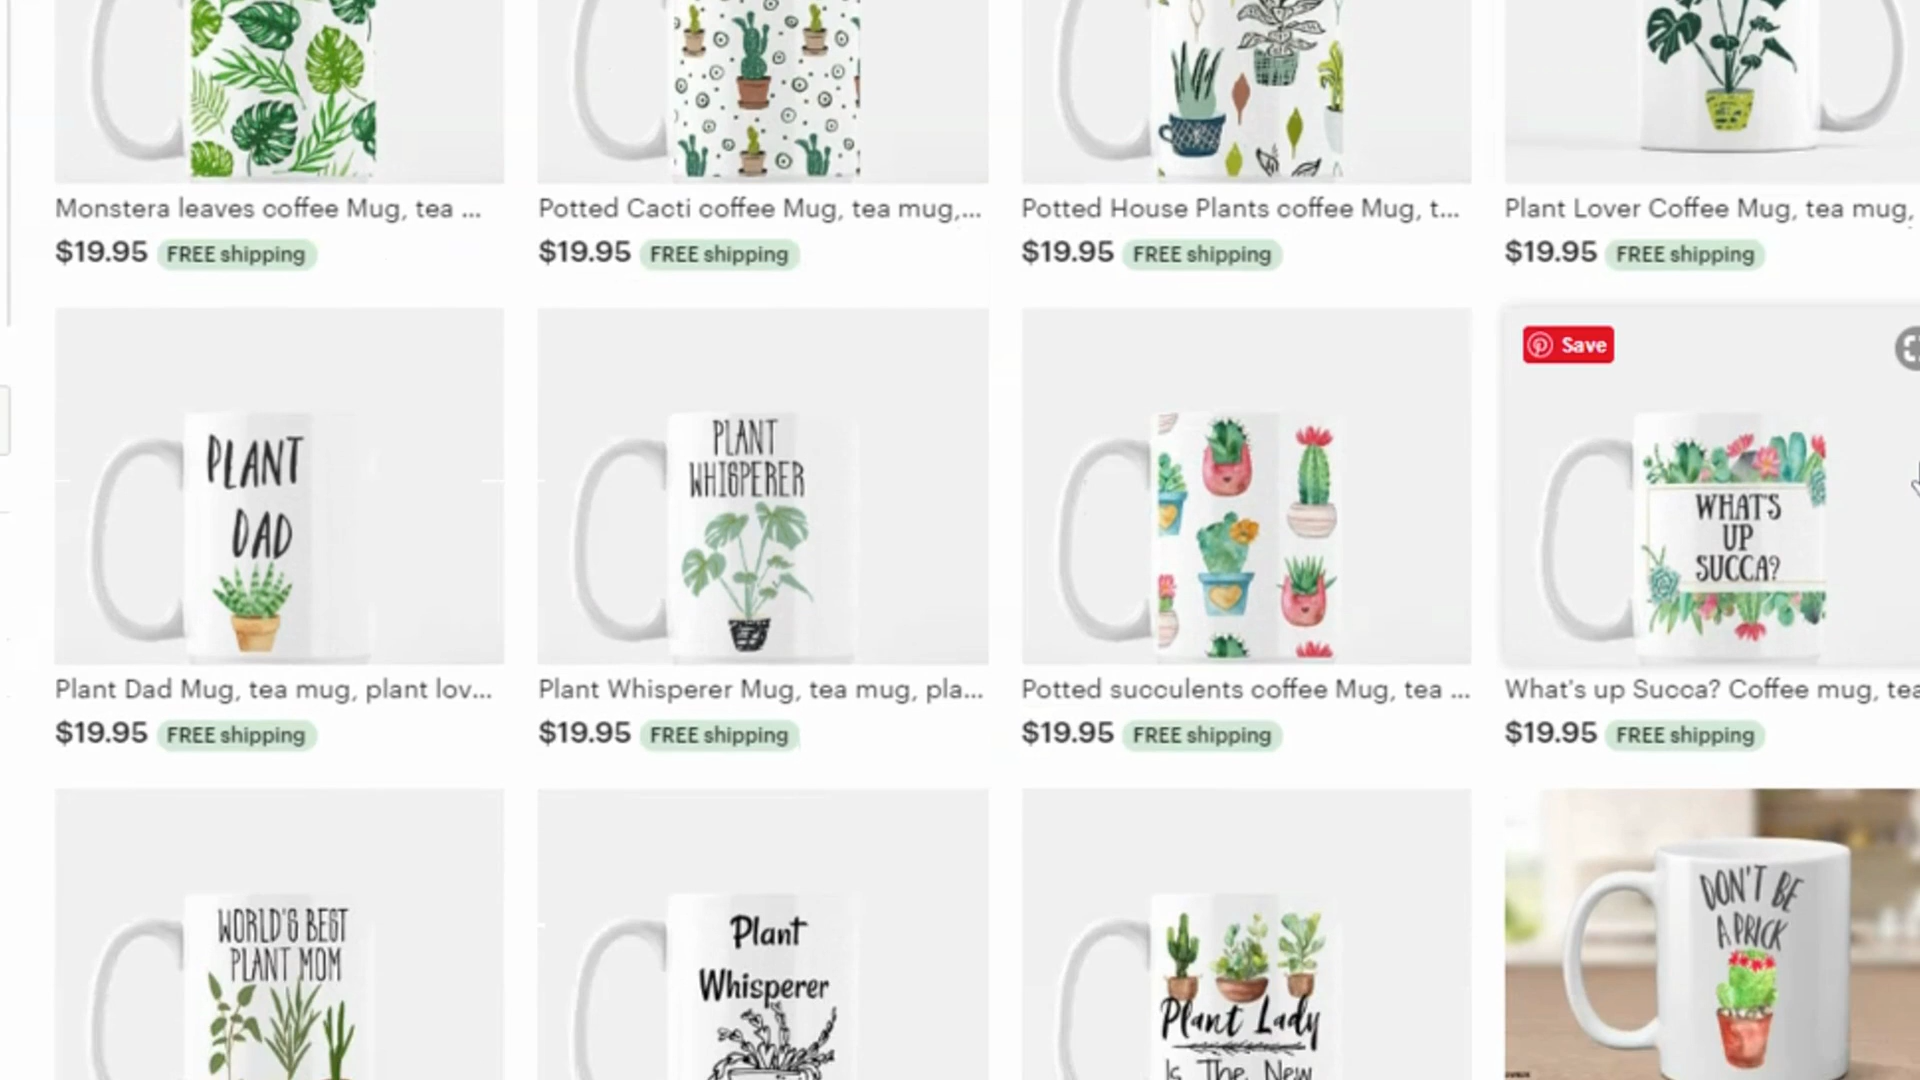 Monstera leaves coffee Mug, tea ...
Potted Cacti coffee Mug, tea mug,...
Potted House Plants coffee Mug, t...
Plant Lover Coffee Mug, tea mug,
$19.95 FREE shipping
$19.95 FREE shipping
$19.95 FREE shipping
$19.95 FREE shipping
Save
PLANT
DAD
PLANT
WHISPERER
WHAT'S
UP
SUCCA?
Plant Dad Mug, tea mug, plant lov...
Plant Whisperer Mug, tea mug, pla...
Potted succulents coffee Mug, tea ...
What's up Succa? Coffee mug, tea
$19.95 FREE shipping
$19.95 FREE shipping
$19.95 FREE shipping
$19.95 FREE shipping
WORLD'S BEST
PLANT MOM
Plant
Whisperer
Plant Lady
Is The New
DON'T BE
A PRICK